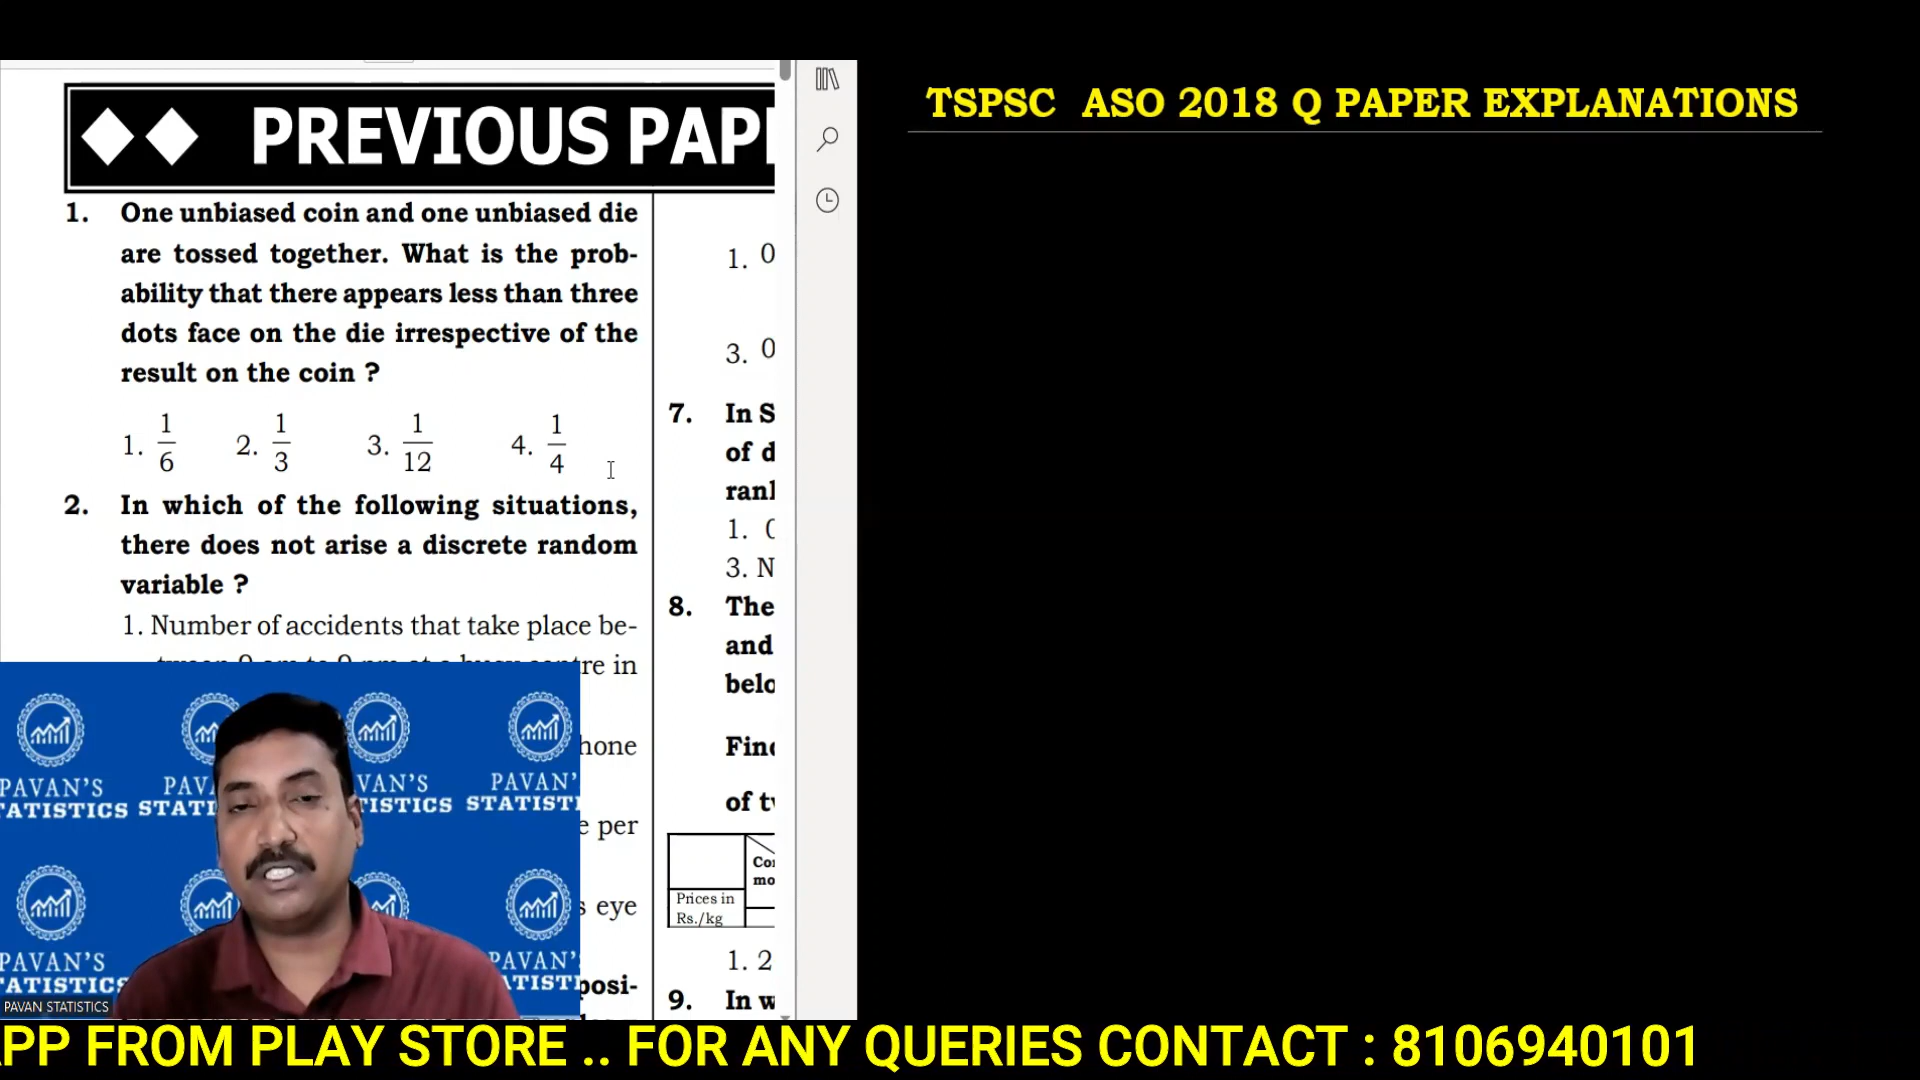 ◆◆ PREVIOUS PAP
1. One unbiased coin and one unbiased die
are tossed together. What is the prob-
ability that there appears less than three
dots face on the die irrespective of the
result on the coin ?
1. 1/6 2. 1/3 3. 1/12 4. 1/4
2. In which of the following situations,
there does not arise a discrete random
variable ?
1. Number of accidents that take place be-
re in
hone
per
eye
posi-
1. 0
3. 0
7. In S
of d
1.
3. N
8. The
and
belo
Find
of tw
Prices in
Rs./kg
1. 2
9. In w
TSPSC ASO 2018 Q PAPER EXPLANATIONS
PAVAN'S
STATISTICS
PAVAN STATISTICS
APP FROM PLAY STORE .. FOR ANY QUERIES CONTACT : 8106940101